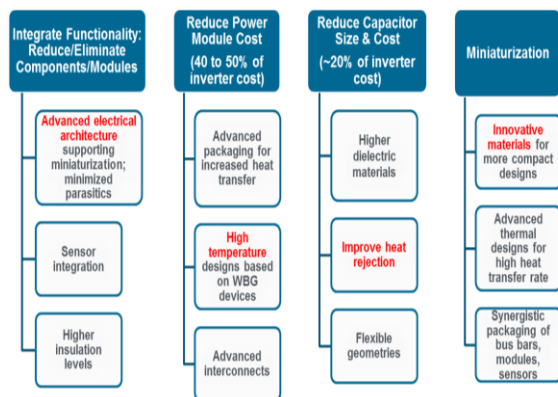 Integrate Functionality:
Reduce/Eliminate
Components/Modules
Advanced electrical
architecture
supporting
miniaturization;
minimized
parasitics
Sensor
integration
Higher
insulation
levels
Reduce Power
Module Cost
(40 to 50% of
inverter cost)
Advanced
packaging for
increased heat
transfer
High
temperature
designs based
on WBG
devices
Advanced
interconnects
Reduce Capacitor
Size & Cost
(~20% of inverter
cost)
Higher
dielectric
materials
Improve heat
rejection
Flexible
geometries
Miniaturization
Innovative
materials for
more compact
designs
Advanced
thermal
designs for
high heat
transfer rate
Synergistic
packaging of
bus bars,
modules,
sensors